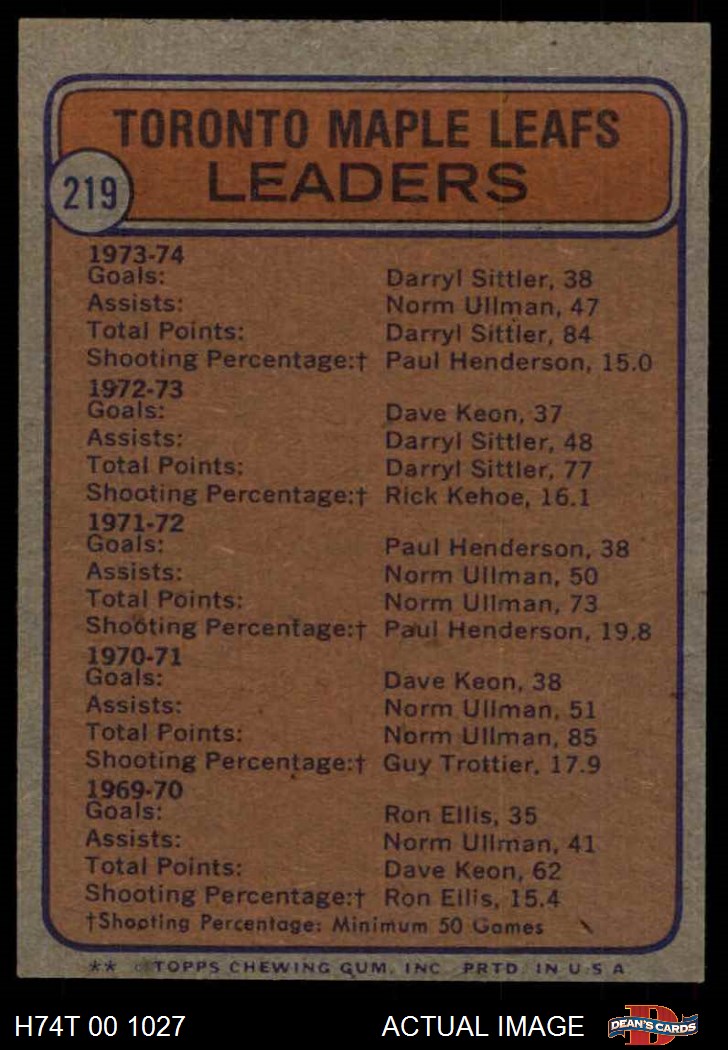 TORONTO MAPLE LEAFS
LEADERS
219
1973-74
Goals: Darryl Sittler, 38
Assists: Norm Ullman, 47
Total Points: Darryl Sittler, 84
Shooting Percentage:† Paul Henderson, 15.0
1972-73
Goals: Dave Keon, 37
Assists: Darryl Sittler, 48
Total Points: Darryl Sittler, 77
Shooting Percentage:† Rick Kehoe, 16.1
1971-72
Goals: Paul Henderson, 38
Assists: Norm Ullman, 50
Total Points: Norm Ullman, 73
Shooting Percentage:† Paul Henderson, 19.8
1970-71
Goals: Dave Keon, 38
Assists: Norm Ullman, 51
Total Points: Norm Ullman, 85
Shooting Percentage:† Guy Trottier, 17.9
1969-70
Goals: Ron Ellis, 35
Assists: Norm Ullman, 41
Total Points: Dave Keon, 62
Shooting Percentage:† Ron Ellis, 15.4
†Shooting Percentage: Minimum 50 Games
** © TOPPS CHEWING GUM, INC. PRTD. IN U.S.A.
H74T 00 1027 ACTUAL IMAGE D DEAN'S CARDS